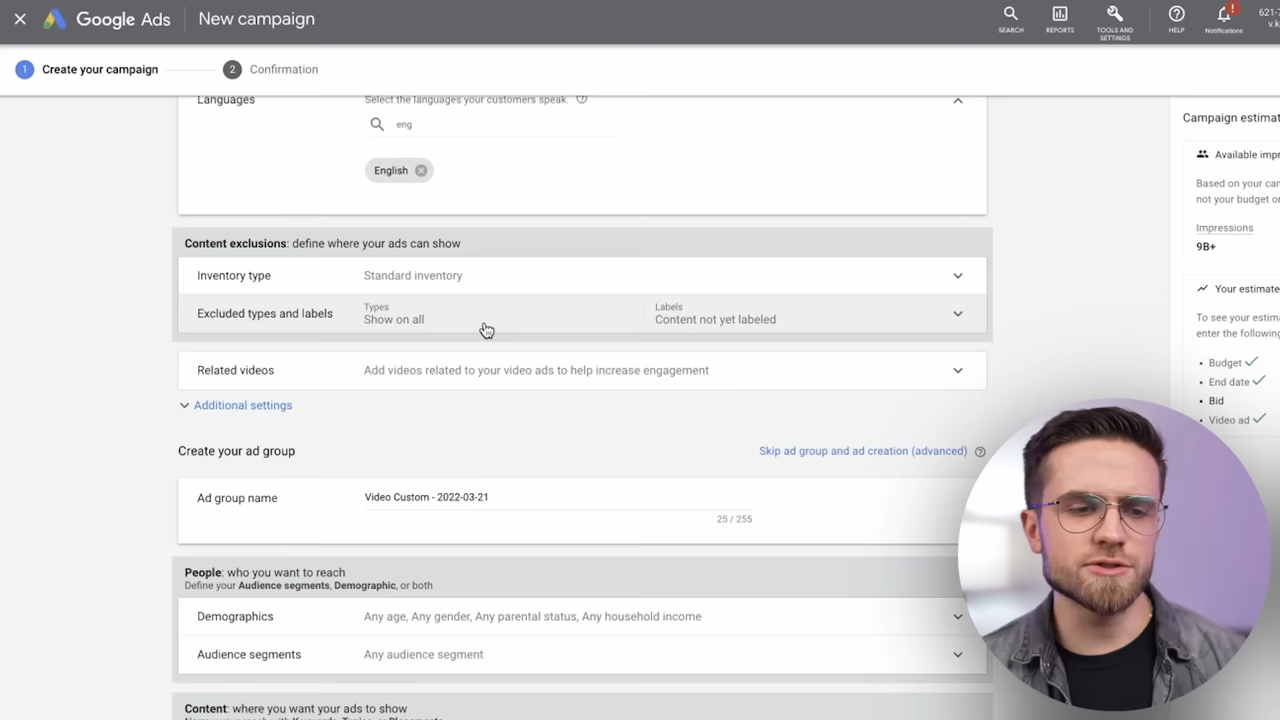 Google Ads
New campaign
SEARCH
REPORTS
TOOLS AND
SETTINGS
HELP
!
Notifications
621-7
v.k
1
Create your campaign
2
Confirmation
Languages
Select the languages your customers speak.
eng
English
Content exclusions: define where your ads can show
Inventory type
Standard inventory
Excluded types and labels
Types
Show on all
Labels
Content not yet labeled
Related videos
Add videos related to your video ads to help increase engagement
Additional settings
Create your ad group
Skip ad group and ad creation (advanced)
Ad group name
Video Custom - 2022-03-21
25 / 255
People: who you want to reach
Define your Audience segments, Demographic, or both
Demographics
Any age, Any gender, Any parental status, Any household income
Audience segments
Any audience segment
Content: where you want your ads to show
Campaign estimat
Available impr
Based on your can
not your budget or
Impressions
9B+
Your estimate
To see your estima
enter the following
• Budget
• End date
• Bid
• Video ad